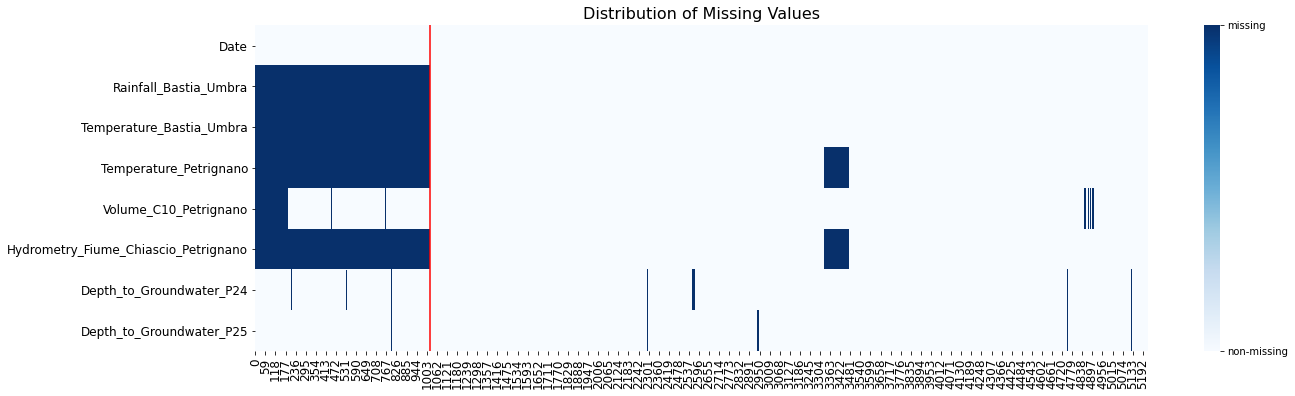 Distribution of Missing Values
Date
Rainfall_Bastia_Umbra
Temperature_Bastia_Umbra
Temperature_Petrignano
Volume_C10_Petrignano
Hydrometry_Fiume_Chiascio_Petrignano
Depth_to_Groundwater_P24
Depth_to_Groundwater_P25
0 59 118 177 236 295 354 413 472 531 590 649 708 767 826 885 944 1003 1062 1121 1180 1239 1298 1357 1416 1475 1534 1593 1652 1711 1770 1829 1888 1947 2006 2065 2124 2183 2242 2301 2360 2419 2478 2537 2596 2655 2714 2773 2832 2891 2950 3009 3068 3127 3186 3245 3304 3363 3422 3481 3540 3599 3658 3717 3776 3835 3894 3953 4012 4071 4130 4189 4248 4307 4366 4425 4484 4543 4602 4661 4720 4779 4838 4897 4956 5015 5074 5133 5192
missing
non-missing